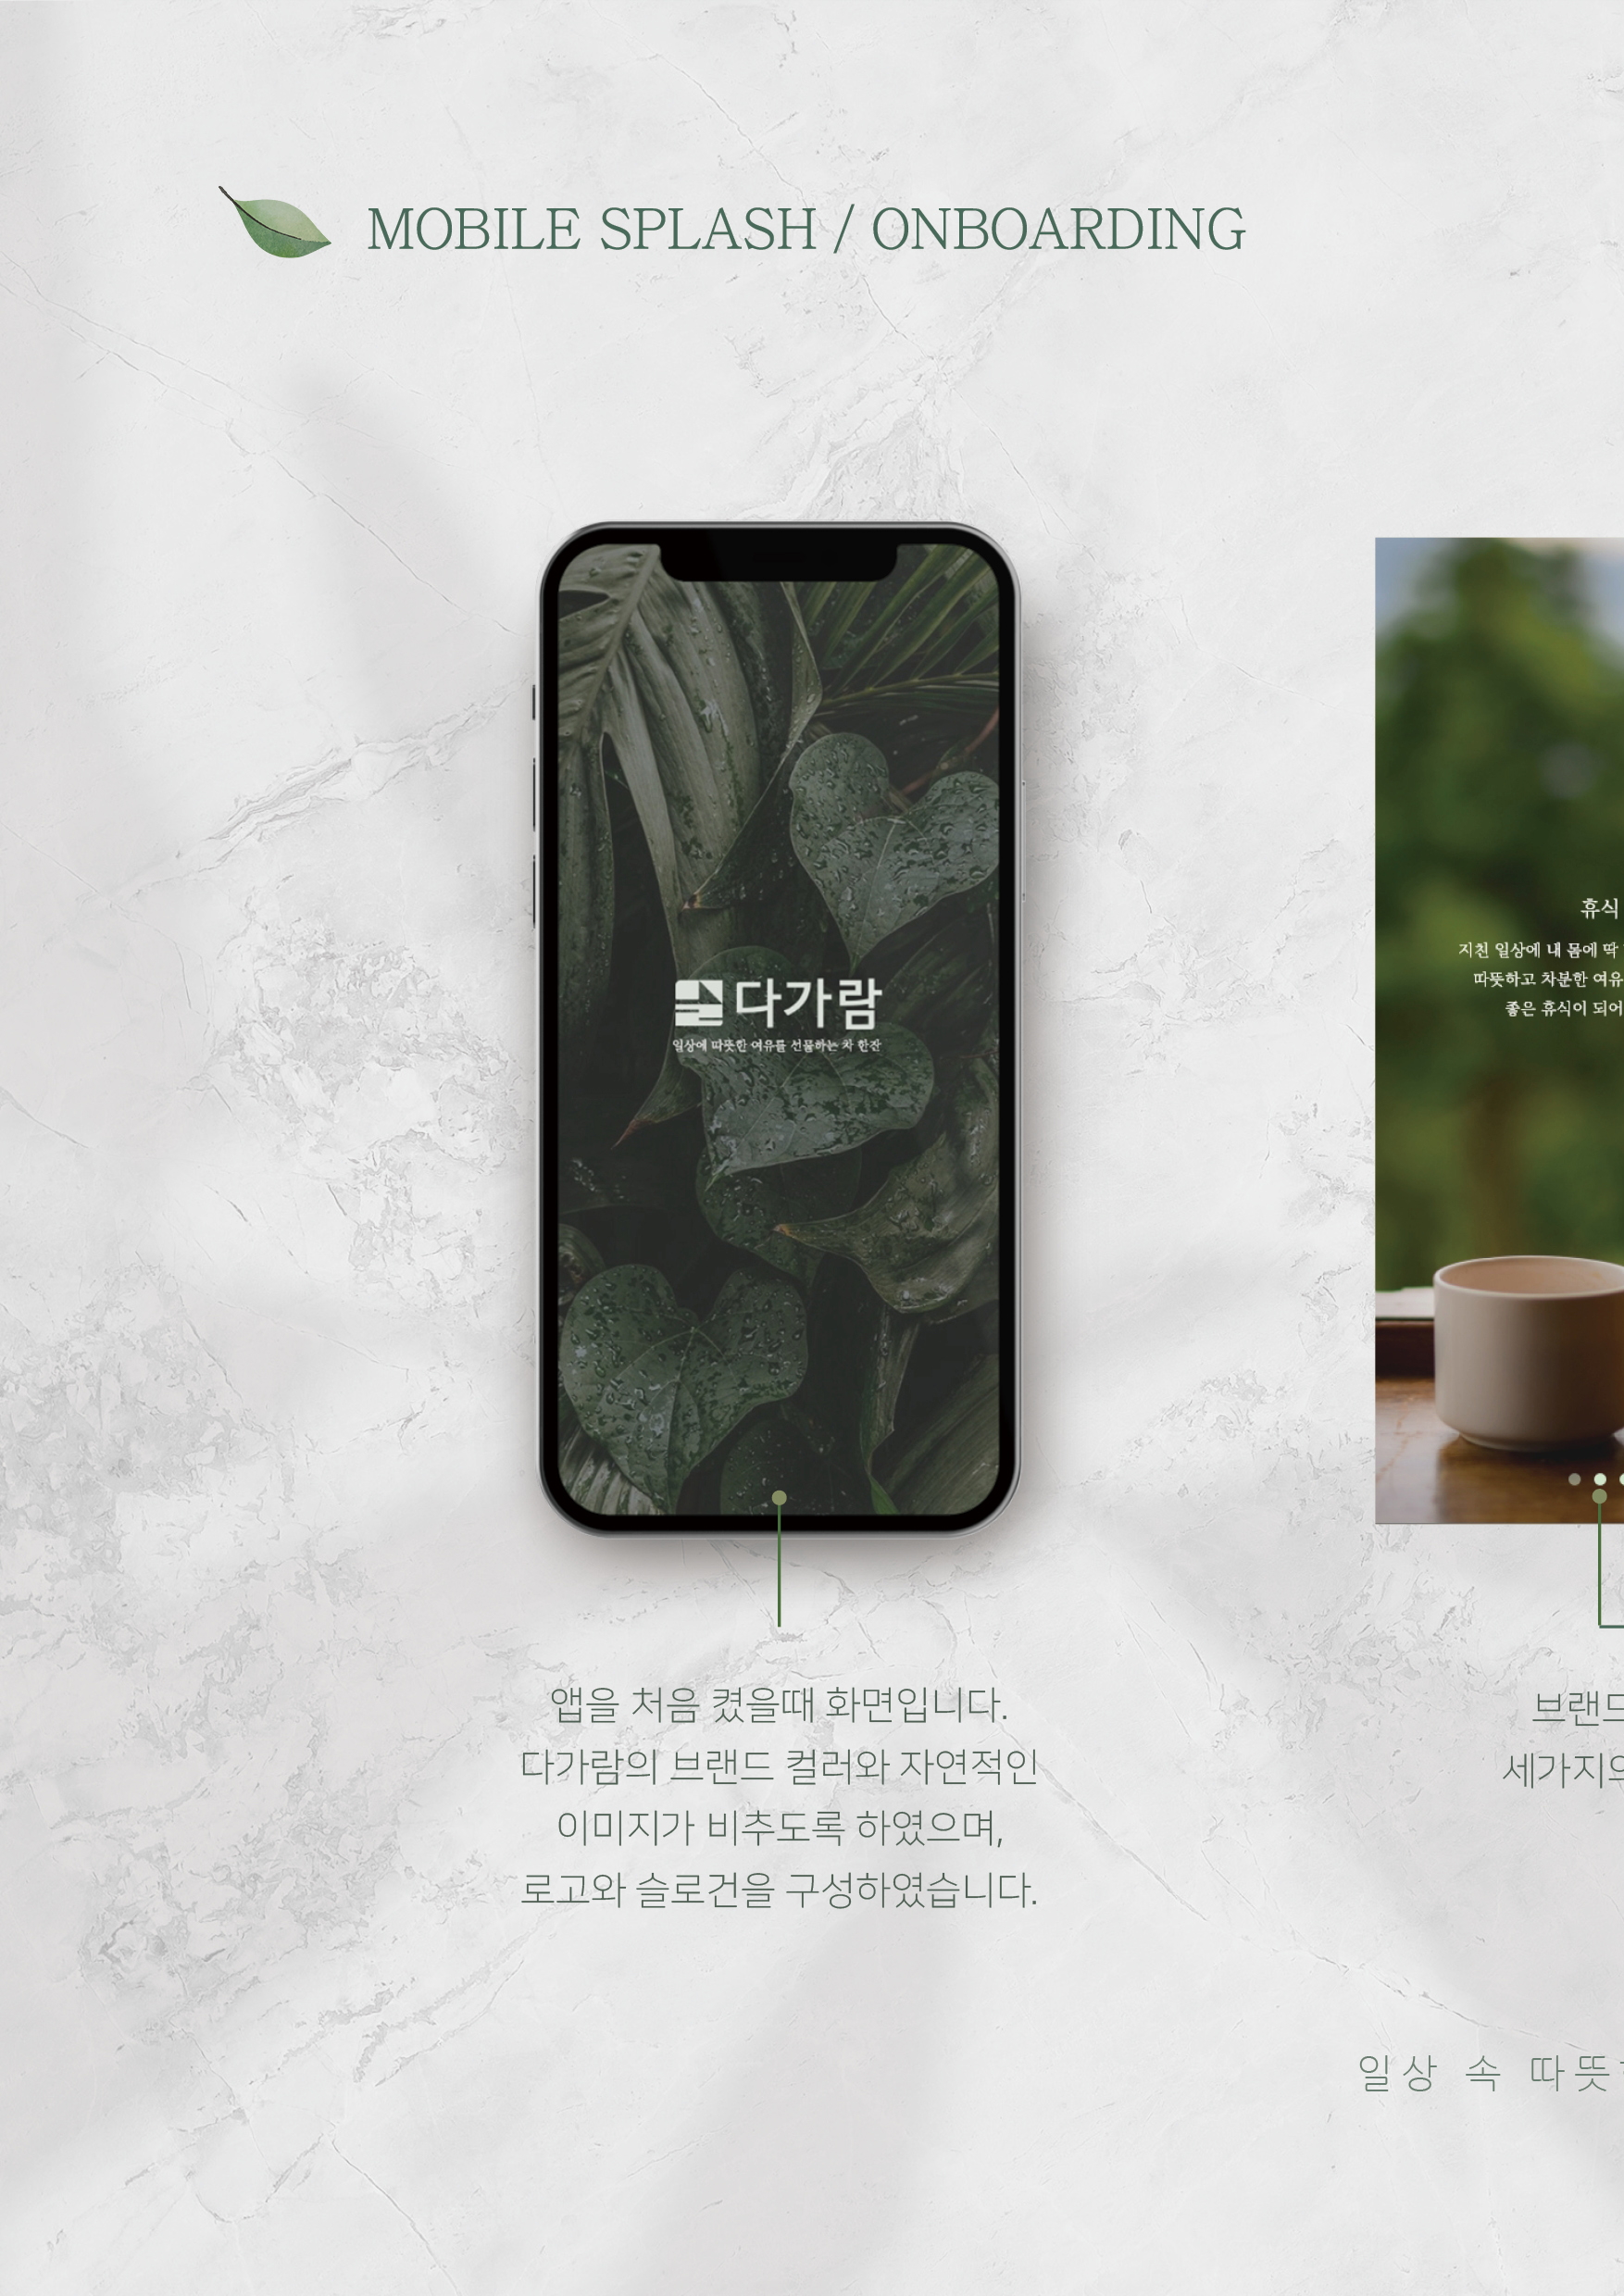 MOBILE SPLASH / ONBOARDING
다가람
일상에 따뜻한 여유를 선물하는 차 한잔
휴식
지친 일상에 내 몸에 딱
따뜻하고 차분한 여유
좋은 휴식이 되어
앱을 처음 켰을때 화면입니다.
다가람의 브랜드 컬러와 자연적인
이미지가 비추도록 하였으며,
로고와 슬로건을 구성하였습니다.
브랜드
세가지의
일상 속 따뜻